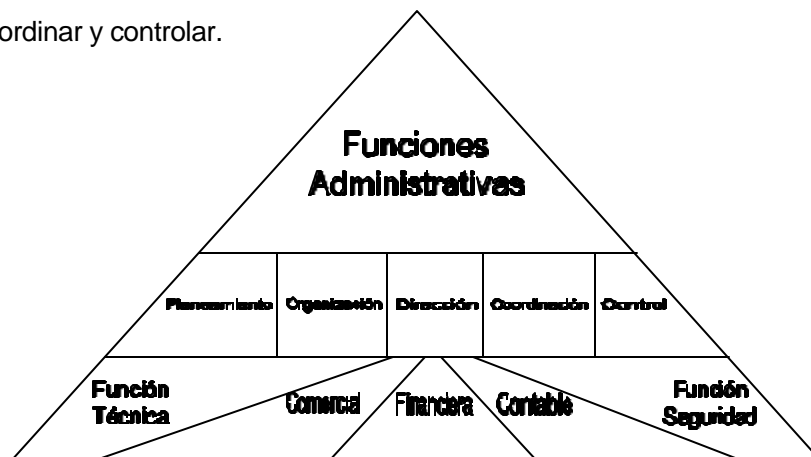 ordinar y controlar.
Funciones
Administrativas
Planeamiento Organización Dirección Coordinación Control
Función
Técnica
Comercial Financiera Contable
Función
Seguridad